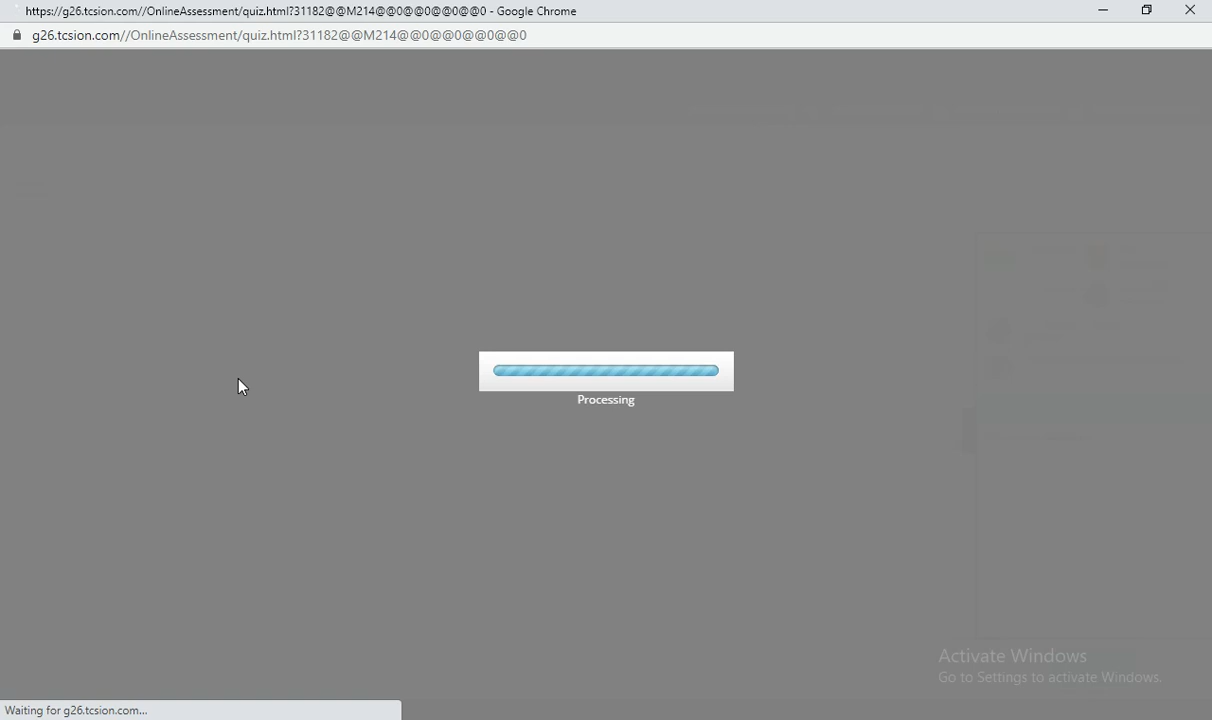 https://g26.tcsion.com//OnlineAssessment/quiz.html?31182@@M214@@0@@0@@0@@0 - Google Chrome
g26.tcsion.com//OnlineAssessment/quiz.html?31182@@M214@@0@@0@@0@@0
Processing
Activate Windows
Go to Settings to activate Windows.
Waiting for g26.tcsion.com...